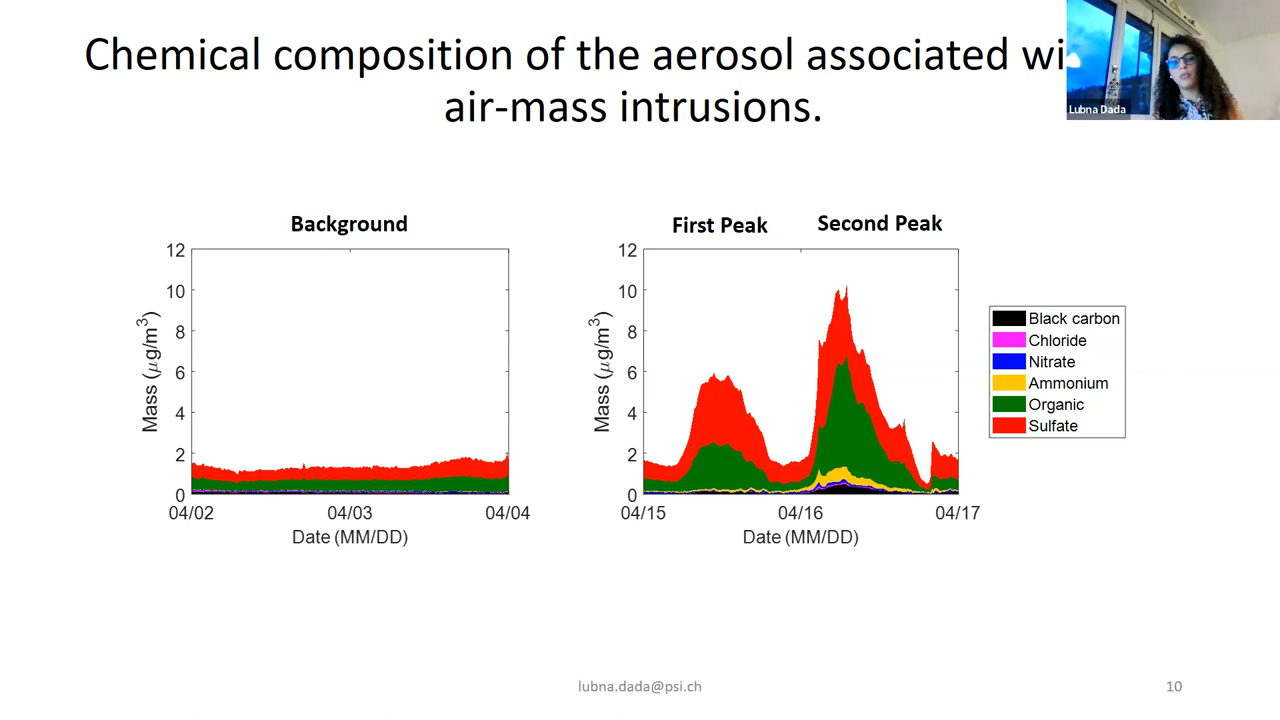 Chemical composition of the aerosol associated wi
air-mass intrusions.
Lubna Dada
Background
12
10
8
6
4
2
0
Mass (μg/m3)
04/02
04/03
04/04
Date (MM/DD)
First Peak
Second Peak
12
10
8
6
4
2
0
Mass (μg/m3)
04/15
04/16
04/17
Date (MM/DD)
Black carbon
Chloride
Nitrate
Ammonium
Organic
Sulfate
lubna.dada@psi.ch
10